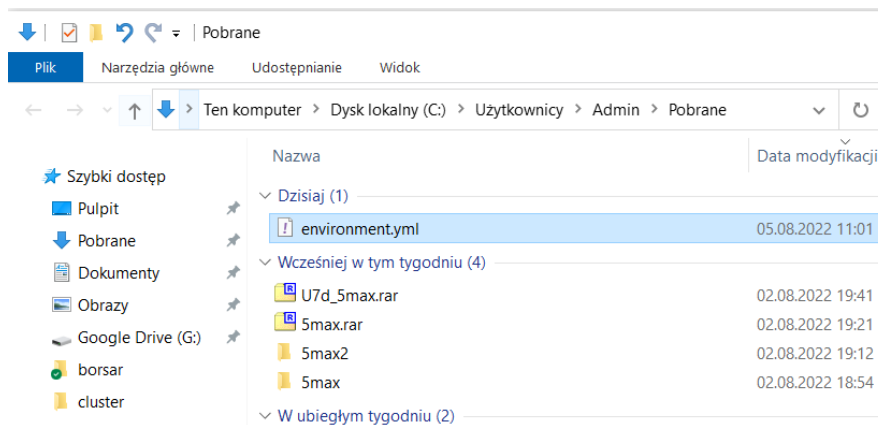 Pobrane
Plik Narzędzia główne Udostępnianie Widok
Ten komputer > Dysk lokalny (C:) > Użytkownicy > Admin > Pobrane
Nazwa Data modyfikacji
Szybki dostęp
Pulpit
Pobrane
Dokumenty
Obrazy
Google Drive (G:)
borsar
cluster
Dzisiaj (1)
environment.yml 05.08.2022 11:01
Wcześniej w tym tygodniu (4)
U7d_5max.rar 02.08.2022 19:41
5max.rar 02.08.2022 19:21
5max2 02.08.2022 19:12
5max 02.08.2022 18:54
W ubiegłym tygodniu (2)